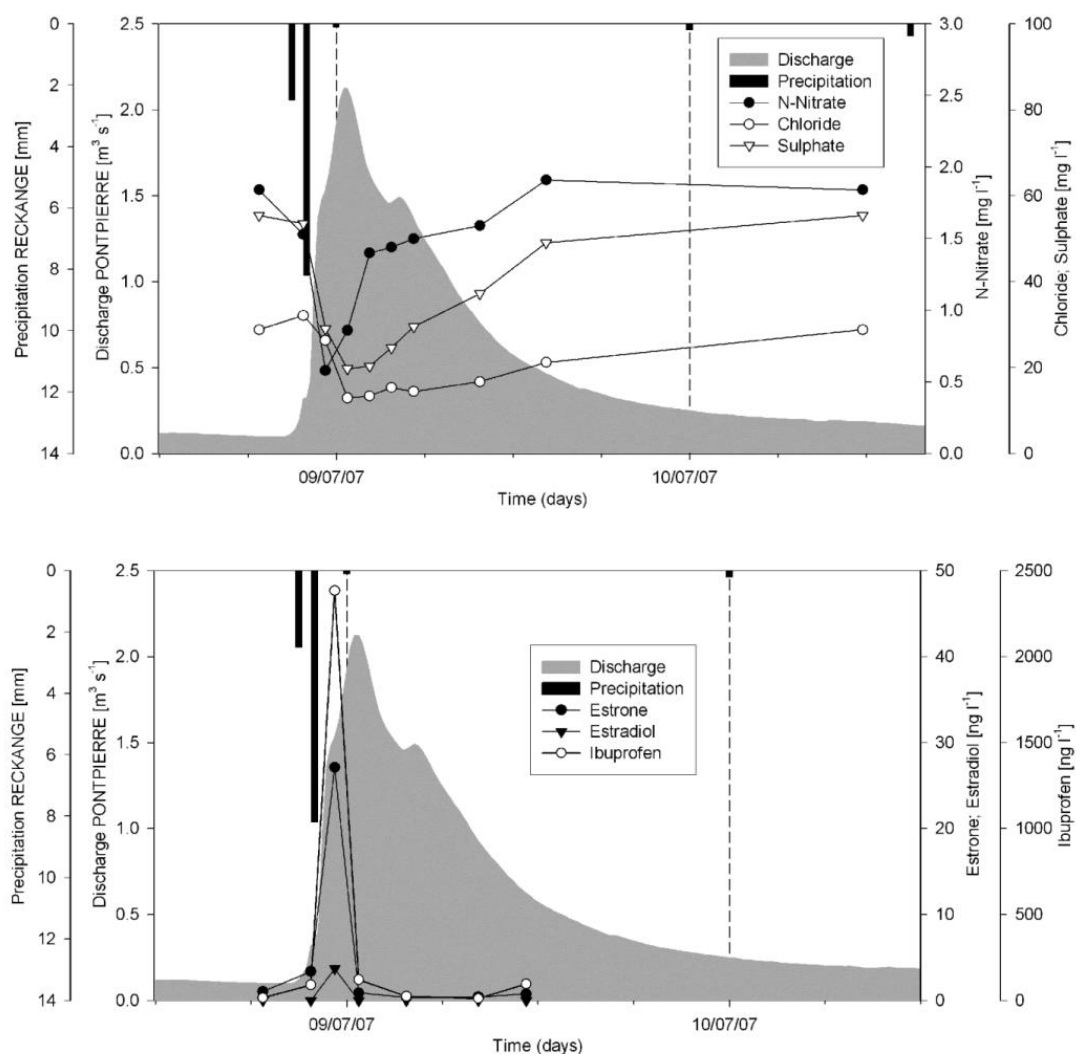 0
2
4
6
8
10
12
14
Precipitation RECKANGE [mm]
2.5
2.0
1.5
1.0
0.5
0.0
Discharge PONTPIERRE [m³ s⁻¹]
Discharge
Precipitation
N-Nitrate
Chloride
Sulphate
3.0
2.5
2.0
1.5
1.0
0.5
0.0
N-Nitrate [mg l⁻¹]
100
80
60
40
20
0
Chloride; Sulphate [mg l⁻¹]
09/07/07
10/07/07
Time (days)
0
2
4
6
8
10
12
14
Precipitation RECKANGE [mm]
2.5
2.0
1.5
1.0
0.5
0.0
Discharge PONTPIERRE [m³ s⁻¹]
Discharge
Precipitation
Estrone
Estradiol
Ibuprofen
50
40
30
20
10
0
Estrone; Estradiol [ng l⁻¹]
2500
2000
1500
1000
500
0
Ibuprofen [ng l⁻¹]
09/07/07
10/07/07
Time (days)